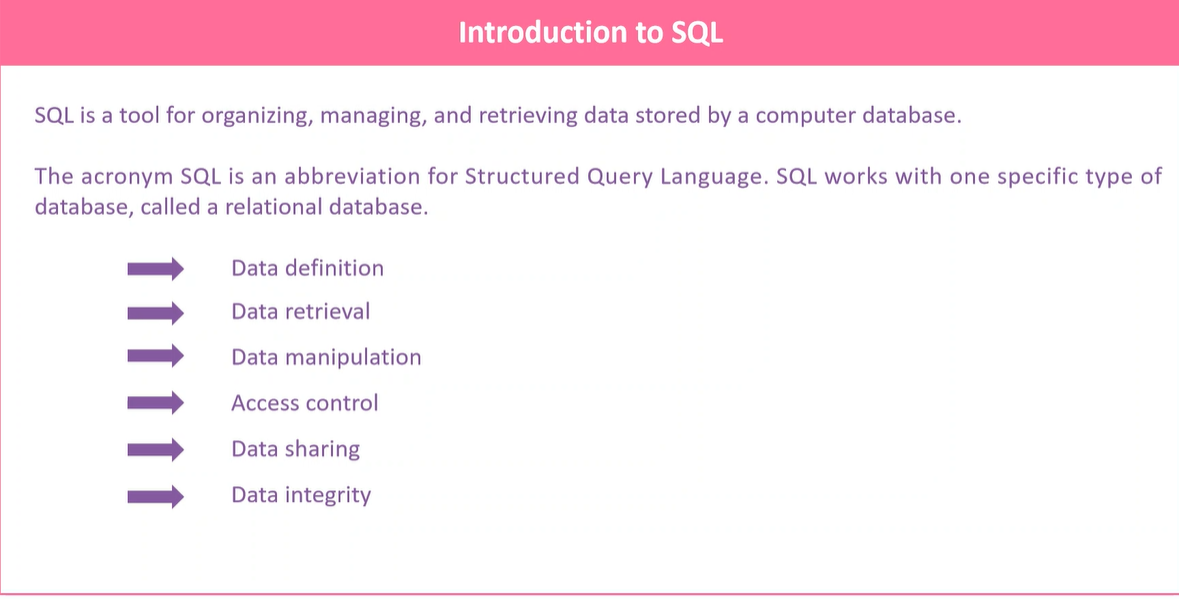 Introduction to SQL
SQL is a tool for organizing, managing, and retrieving data stored by a computer database.
The acronym SQL is an abbreviation for Structured Query Language. SQL works with one specific type of
database, called a relational database.
Data definition
Data retrieval
Data manipulation
Access control
Data sharing
Data integrity